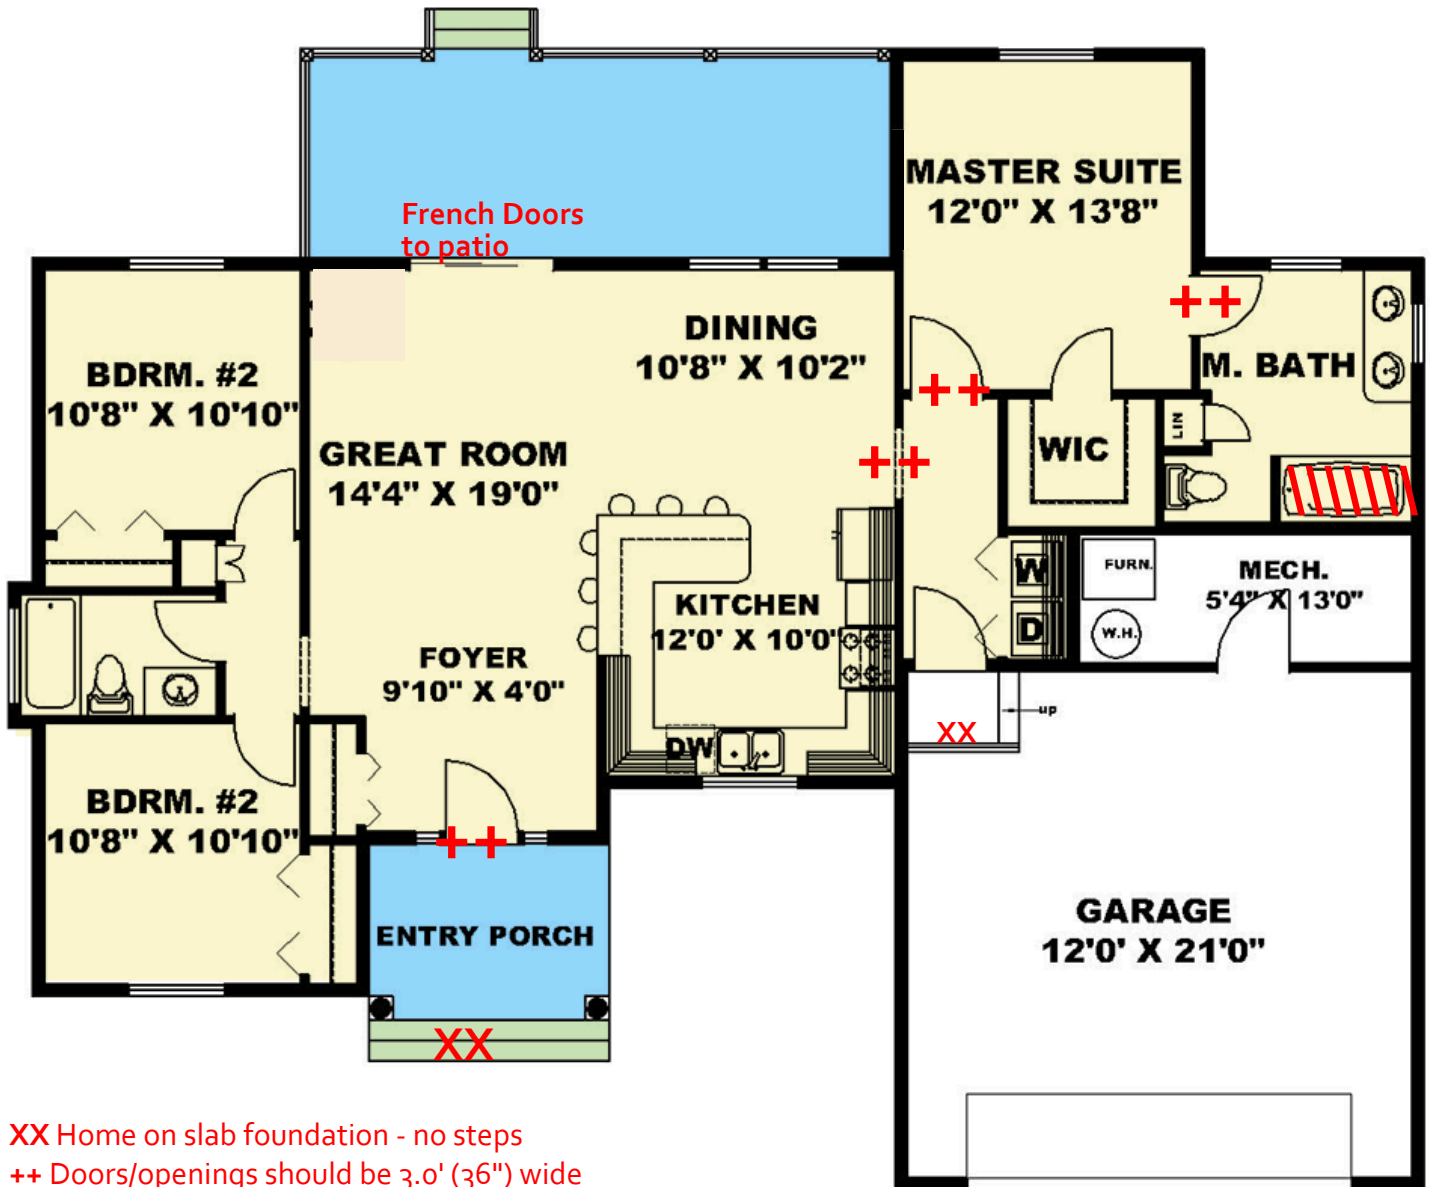 French Doors
to patio
MASTER SUITE
12'0" X 13'8"
++
BDRM. #2
10'8" X 10'10"
DINING
10'8" X 10'2"
M. BATH
++
GREAT ROOM
14'4" X 19'0"
++
WIC
LIN
KITCHEN
12'0' X 10'0"
W
D
FURN.
W.H.
MECH.
5'4" X 13'0"
FOYER
9'10" X 4'0"
up
XX
DW
BDRM. #2
10'8" X 10'10"
++
ENTRY PORCH
GARAGE
12'0' X 21'0"
XX
XX Home on slab foundation - no steps
++ Doors/openings should be 3.0' (36") wide